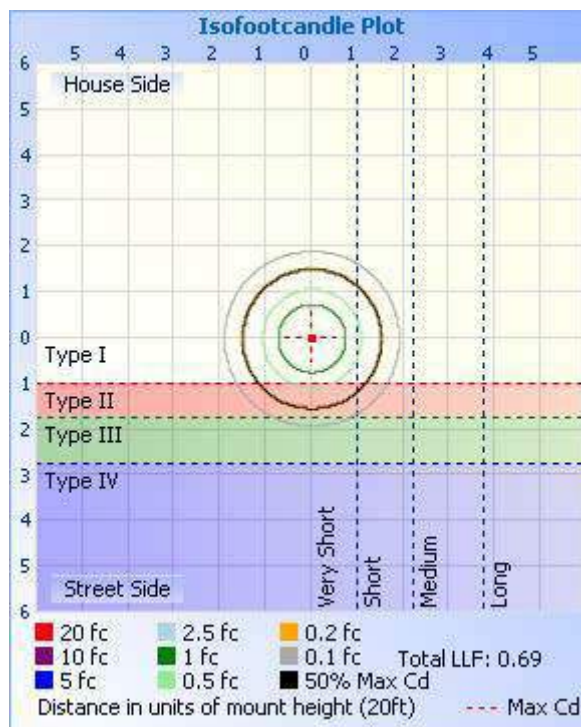 Isofootcandle Plot
5 4 3 2 1 0 1 2 3 4 5
6
House Side
5
4
3
2
1
0
Type I
1
Type II
2
Type III
3
Type IV
4
5
Street Side
6
Very Short
Short
Medium
Long
20 fc 2.5 fc 0.2 fc
10 fc 1 fc 0.1 fc Total LLF: 0.69
5 fc 0.5 fc 50% Max Cd
Distance in units of mount height (20ft) --- Max Cd